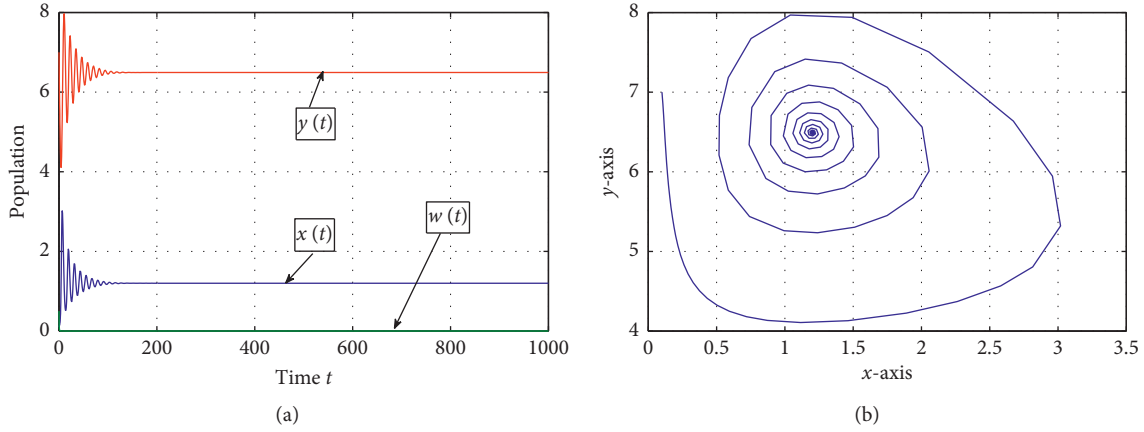 8
6
4
2
0
Population
y (t)
x (t)
w (t)
0 200 400 600 800 1000
Time t
(a)
8
7
6
5
4
y-axis
0 0.5 1 1.5 2 2.5 3 3.5
x-axis
(b)